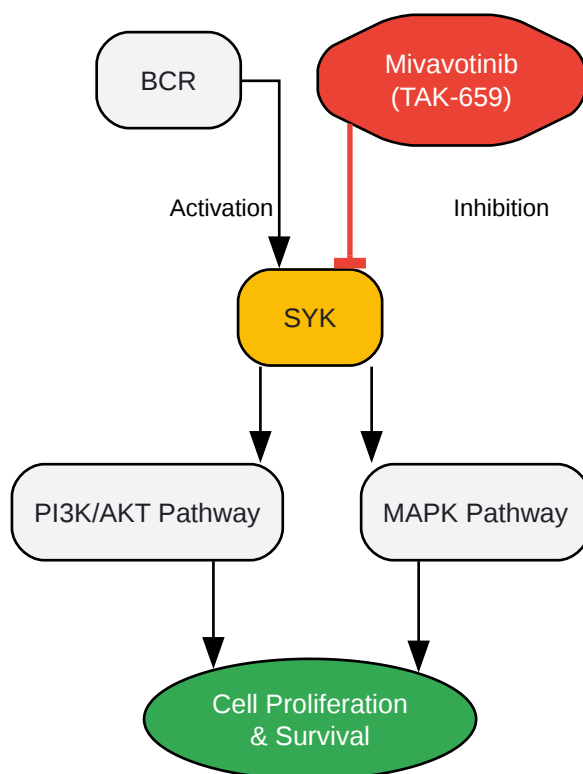 BCR
Mivavotinib
(TAK-659)
Activation
Inhibition
SYK
PI3K/AKT Pathway
MAPK Pathway
Cell Proliferation
& Survival